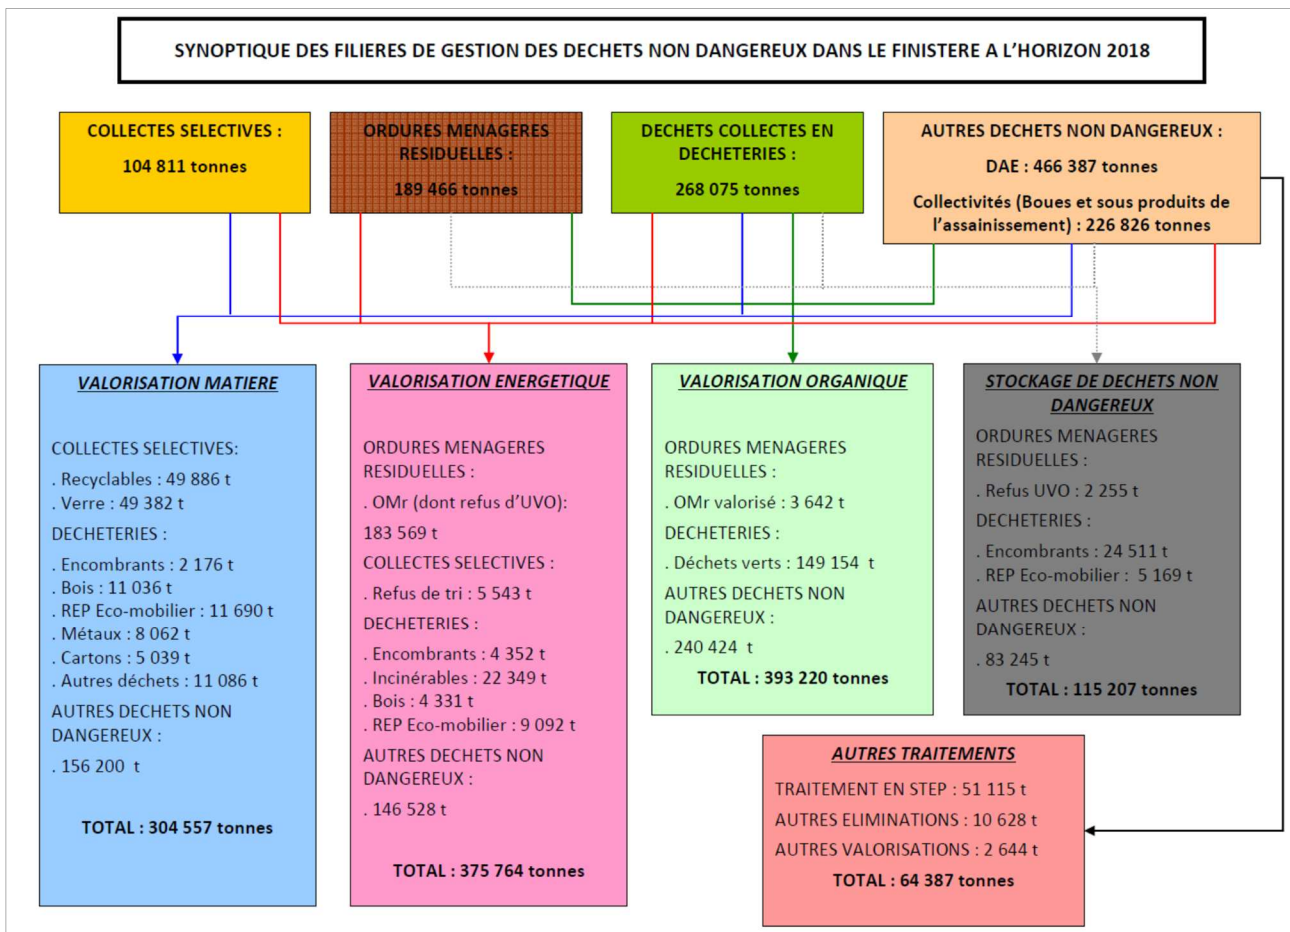 SYNOPTIQUE DES FILIERES DE GESTION DES DECHETS NON DANGEREUX DANS LE FINISTERE A L'HORIZON 2018
COLLECTES SELECTIVES :
104 811 tonnes
ORDURES MENAGERES
RESIDUELLES :
189 466 tonnes
DECHETS COLLECTES EN
DECHETERIES :
268 075 tonnes
AUTRES DECHETS NON DANGEREUX :
DAE : 466 387 tonnes
Collectivités (Boues et sous produits de
l'assainissement) : 226 826 tonnes
VALORISATION MATIERE
COLLECTES SELECTIVES:
. Recyclables : 49 886 t
. Verre : 49 382 t
DECHETERIES :
. Encombrants : 2 176 t
. Bois : 11 036 t
. REP Eco-mobilier : 11 690 t
. Métaux : 8 062 t
. Cartons : 5 039 t
. Autres déchets : 11 086 t
AUTRES DECHETS NON
DANGEREUX :
. 156 200 t
TOTAL : 304 557 tonnes
VALORISATION ENERGETIQUE
ORDURES MENAGERES
RESIDUELLES :
. OMr (dont refus d'UVO):
183 569 t
COLLECTES SELECTIVES :
. Refus de tri : 5 543 t
DECHETERIES :
. Encombrants : 4 352 t
. Incinérables : 22 349 t
. Bois : 4 331 t
. REP Eco-mobilier : 9 092 t
AUTRES DECHETS NON
DANGEREUX :
. 146 528 t
TOTAL : 375 764 tonnes
VALORISATION ORGANIQUE
ORDURES MENAGERES
RESIDUELLES :
. OMr valorisé : 3 642 t
DECHETERIES :
. Déchets verts : 149 154 t
AUTRES DECHETS NON
DANGEREUX :
. 240 424 t
TOTAL : 393 220 tonnes
STOCKAGE DE DECHETS NON
DANGEREUX
ORDURES MENAGERES
RESIDUELLES :
. Refus UVO : 2 255 t
DECHETERIES :
. Encombrants : 24 511 t
. REP Eco-mobilier : 5 169 t
AUTRES DECHETS NON
DANGEREUX :
. 83 245 t
TOTAL : 115 207 tonnes
AUTRES TRAITEMENTS
TRAITEMENT EN STEP : 51 115 t
AUTRES ELIMINATIONS : 10 628 t
AUTRES VALORISATIONS : 2 644 t
TOTAL : 64 387 tonnes